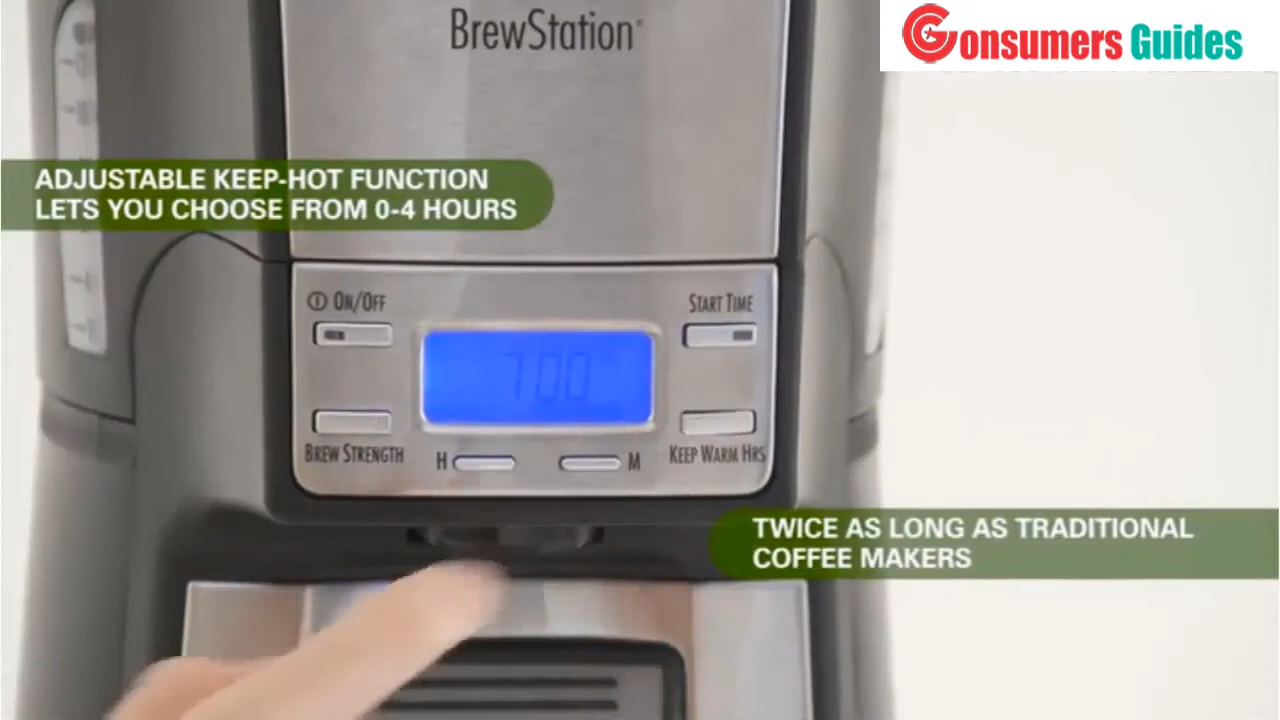 BrewStation®
Consumers Guides
ADJUSTABLE KEEP-HOT FUNCTION
LETS YOU CHOOSE FROM 0-4 HOURS
ON/OFF
START TIME
7:00
BREW STRENGTH
H
M
KEEP WARM HRS
TWICE AS LONG AS TRADITIONAL
COFFEE MAKERS